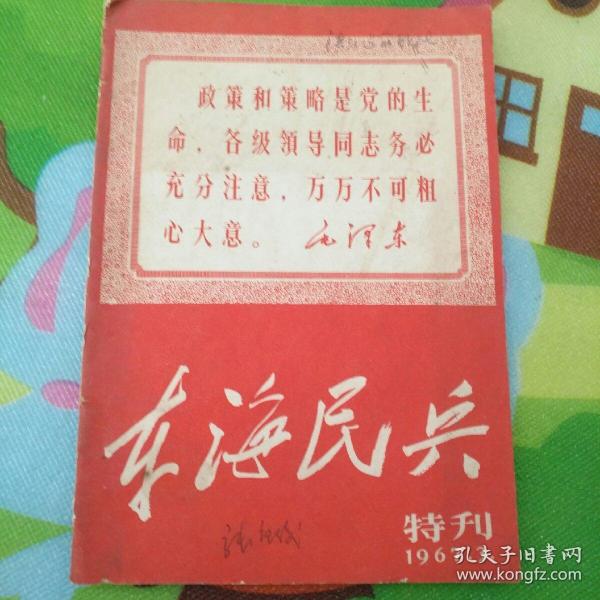 政策和策略是党的生
命，各级領导同志务必
充分注意，万万不可粗
心大意。 毛泽东
东海民兵
特刊
196
孔夫子旧书网
www.kongfz.com